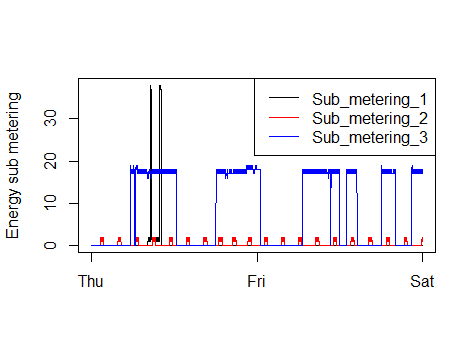 Energy sub metering
30
20
10
0
Sub_metering_1
Sub_metering_2
Sub_metering_3
Thu
Fri
Sat